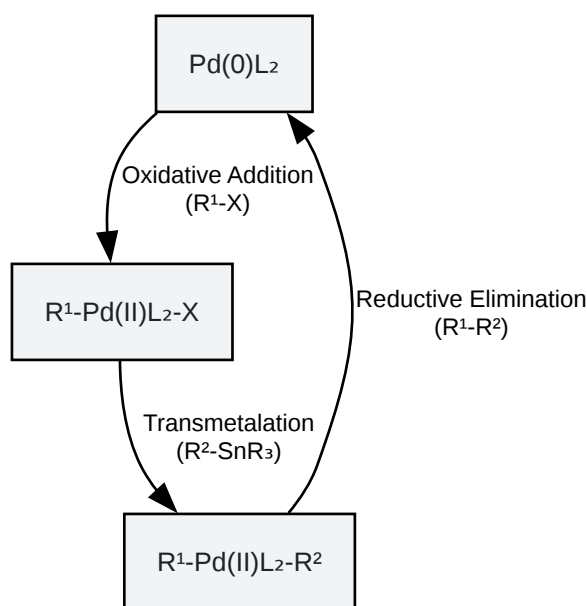 Pd(0)L₂
Oxidative Addition
(R¹-X)
R¹-Pd(II)L₂-X
Reductive Elimination
(R¹-R²)
Transmetalation
(R²-SnR₃)
R¹-Pd(II)L₂-R²